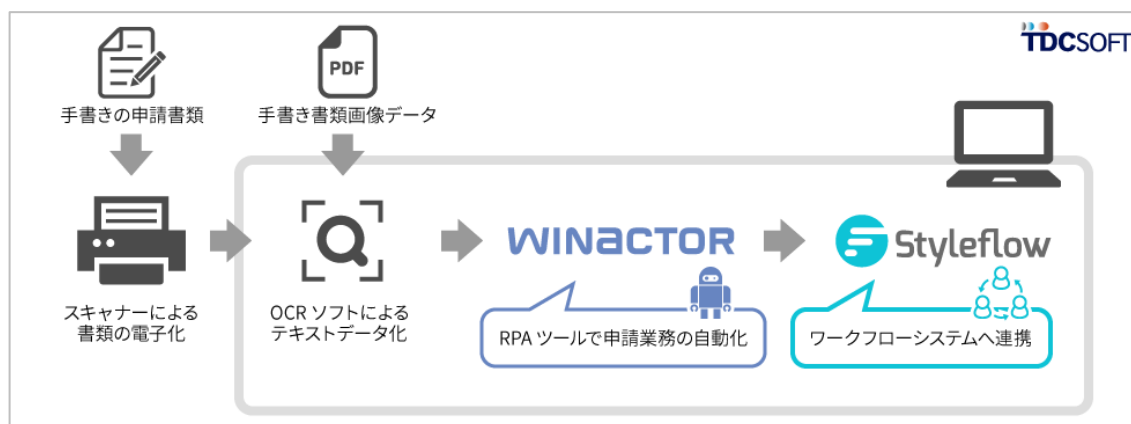 TDCSOFT
手書きの申請書類
PDF
手書き書類画像データ
スキャナーによる
書類の電子化
OCR ソフトによる
テキストデータ化
WINACTOR
RPA ツールで申請業務の自動化
Styleflow
ワークフローシステムへ連携